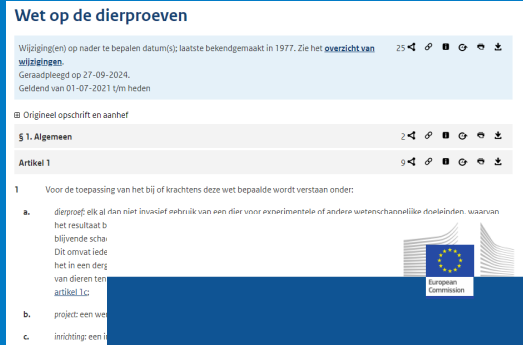 Wet op de dierproeven
Wijziging(en) op nader te bepalen datum(s); laatste bekendgemaakt in 1977. Zie het overzicht van 25
wijzigingen.
Geraadpleegd op 27-09-2024.
Geldend van 01-07-2021 t/m heden
Origineel opschrift en aanhef
§ 1. Algemeen 2
Artikel 1 9
1 Voor de toepassing van het bij of krachtens deze wet bepaalde wordt verstaan onder:
a. dierproef: elk al dan niet invasief gebruik van een dier voor experimentele of andere wetenschappelijke doeleinden, waarvan
het resultaat b
blijvende scha
Dit omvat iede
het in een derg
van dieren ten
artikel 1c;
b. project: een we
c. inrichting: een i
European
Commission